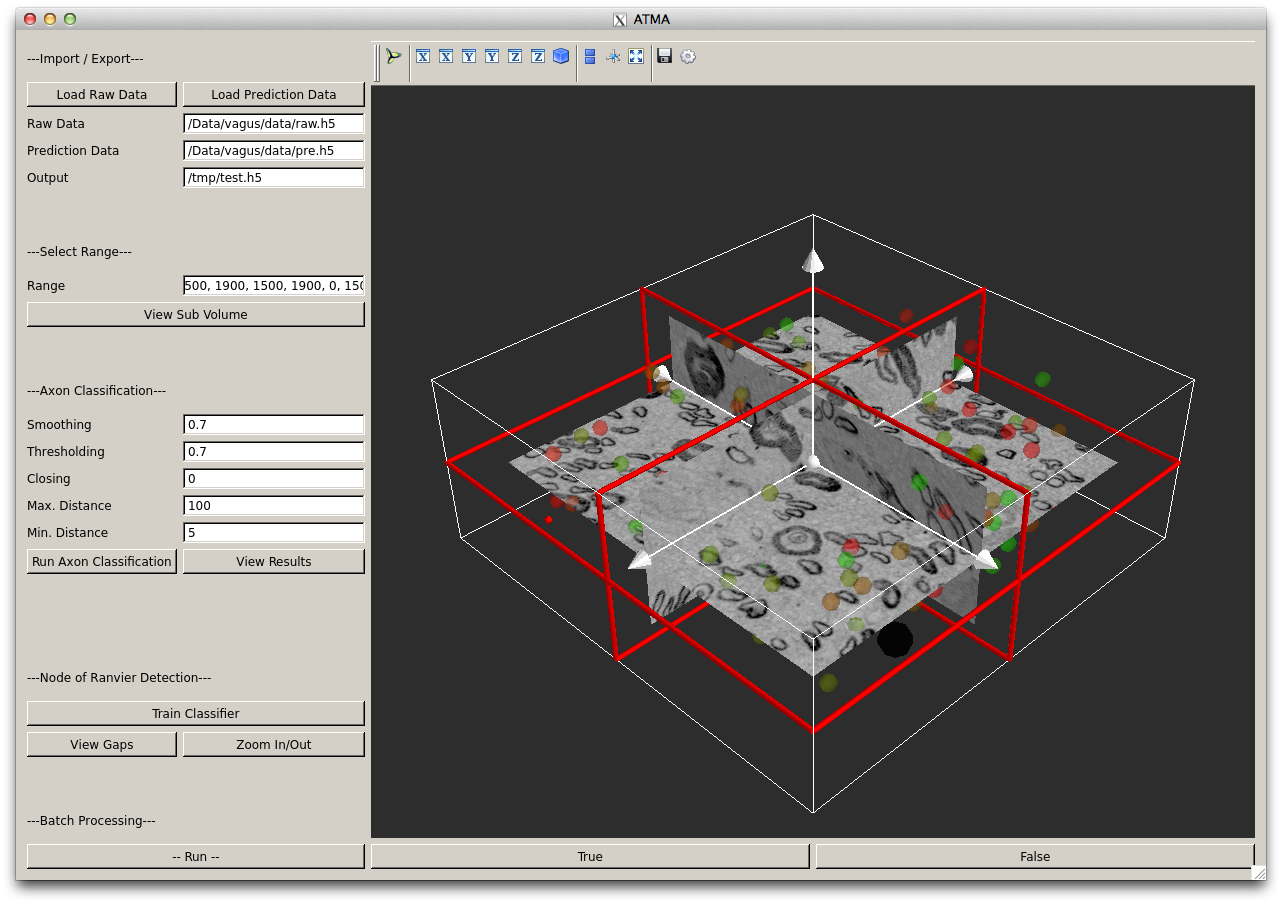 ATMA
---Import / Export---
Load Raw Data Load Prediction Data
Raw Data /Data/vagus/data/raw.h5
Prediction Data /Data/vagus/data/pre.h5
Output /tmp/test.h5
---Select Range---
Range 500, 1900, 1500, 1900, 0, 150
View Sub Volume
---Axon Classification---
Smoothing 0.7
Thresholding 0.7
Closing 0
Max. Distance 100
Min. Distance 5
Run Axon Classification View Results
---Node of Ranvier Detection---
Train Classifier
View Gaps Zoom In/Out
---Batch Processing---
-- Run --
X X X Y Y Z Z
True False